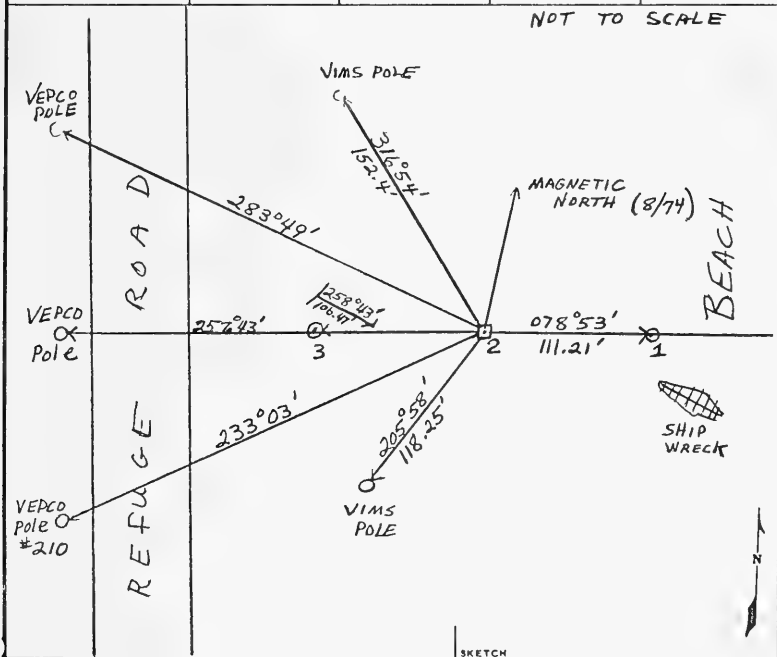 NOT TO SCALE
VIMS POLE
VEPCO
POLE
316°54'
152.4'
MAGNETIC
NORTH (8/74)
283°49'
ROAD
BEACH
258°43'
106.47'
VEPCO
Pole
257°43'
3
2
078°53'
111.21'
1
233°03'
205°58'
118.25'
SHIP
WRECK
VIMS
POLE
VEPCO
Pole
#210
REFUGE
N
SKETCH